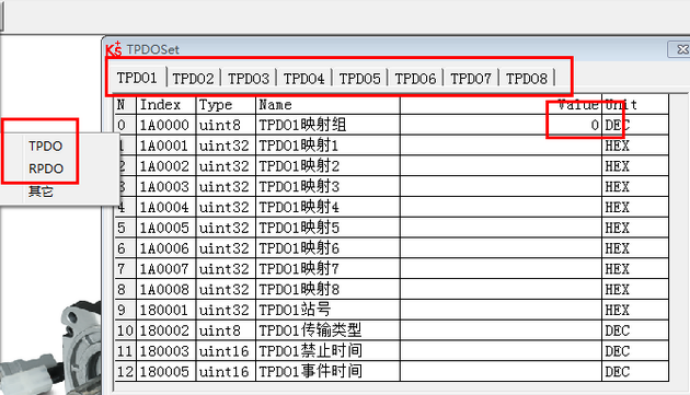 KS+ TPDOSet
TPDO1 TPDO2 TPDO3 TPDO4 TPDO5 TPDO6 TPDO7 TPDO8
N Index Type Name Value Unit
0 1A0000 uint8 TPDO1映射组 0 DEC
1 1A0001 uint32 TPDO1映射1 HEX
2 1A0002 uint32 TPDO1映射2 HEX
3 1A0003 uint32 TPDO1映射3 HEX
4 1A0004 uint32 TPDO1映射4 HEX
5 1A0005 uint32 TPDO1映射5 HEX
6 1A0006 uint32 TPDO1映射6 HEX
7 1A0007 uint32 TPDO1映射7 HEX
8 1A0008 uint32 TPDO1映射8 HEX
9 180001 uint32 TPDO1站号 HEX
10 180002 uint8 TPDO1传输类型 DEC
11 180003 uint16 TPDO1禁止时间 DEC
12 180005 uint16 TPDO1事件时间 DEC
TPDO
RPDO
其它